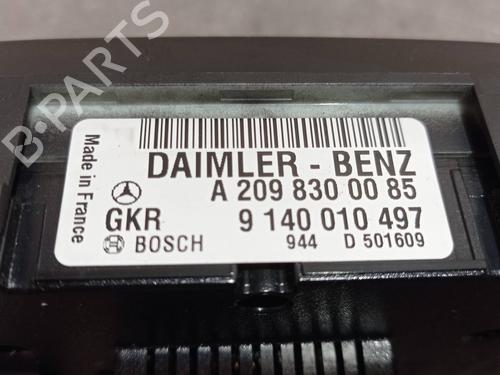 DAIMLER - BENZ
A 209 830 00 85
GKR 9 140 010 497
BOSCH 944 D 501609
Made in France
B-PARTS